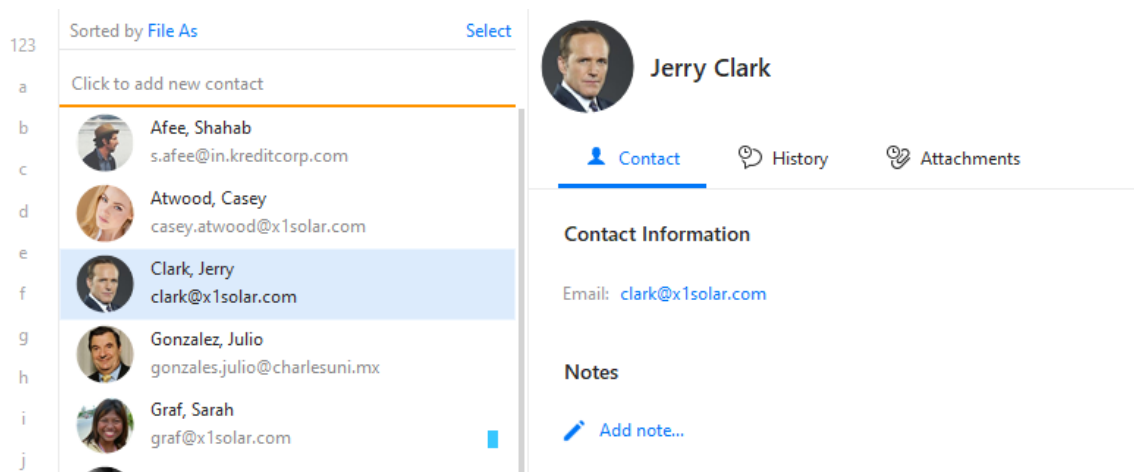 123
a
b
c
d
e
f
g
h
i
j
Sorted by File As
Select
Click to add new contact
Afee, Shahab
s.afee@in.kreditcorp.com
Atwood, Casey
casey.atwood@x1solar.com
Clark, Jerry
clark@x1solar.com
Gonzalez, Julio
gonzales.julio@charlesuni.mx
Graf, Sarah
graf@x1solar.com
Jerry Clark
Contact
History
Attachments
Contact Information
Email: clark@x1solar.com
Notes
Add note...